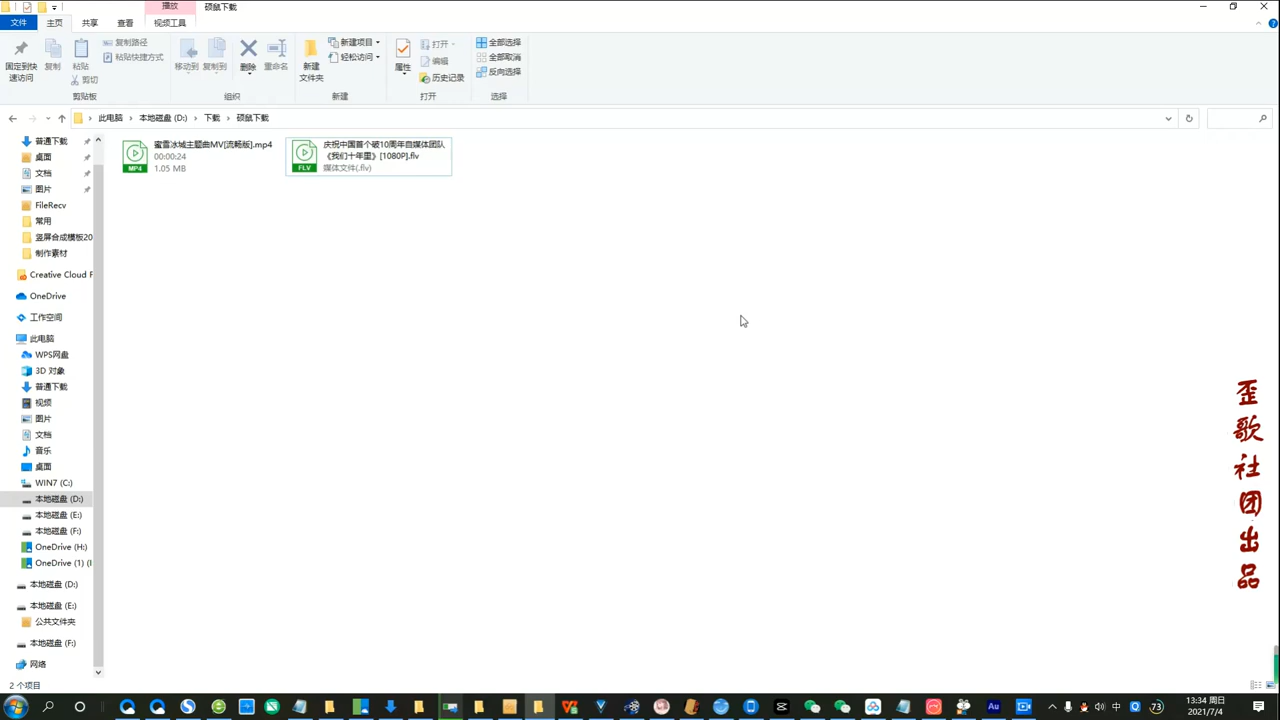 播放
硕鼠下载
文件
主页
共享
查看
视频工具
固定到快
速访问
复制
粘贴
复制路径
粘贴快捷方式
剪切
移动到
复制到
删除
重命名
新建
文件夹
新建项目
轻松访问
属性
打开
编辑
历史记录
全部选择
全部取消
反向选择
剪贴板
组织
新建
打开
选择
此电脑 > 本地磁盘 (D:) > 下载 > 硕鼠下载
普通下载
桌面
文档
图片
FileRecv
常用
竖屏合成模板20
制作素材
Creative Cloud F
OneDrive
工作空间
此电脑
WPS网盘
3D 对象
普通下载
视频
图片
文档
音乐
桌面
WIN7 (C:)
本地磁盘 (D:)
本地磁盘 (E:)
本地磁盘 (F:)
OneDrive (H:)
OneDrive (1) (I
本地磁盘 (D:)
本地磁盘 (E:)
公共文件夹
本地磁盘 (F:)
网络
蜜雪冰城主题曲MV[流畅版].mp4
00:00:24
1.05 MB
MP4
庆祝中国首个破10周年自媒体团队
《我们十年里》[1080P].flv
媒体文件(.flv)
FLV
歪歌社团出品
2 个项目
Au
中
73
13:34 周日
2021/7/4